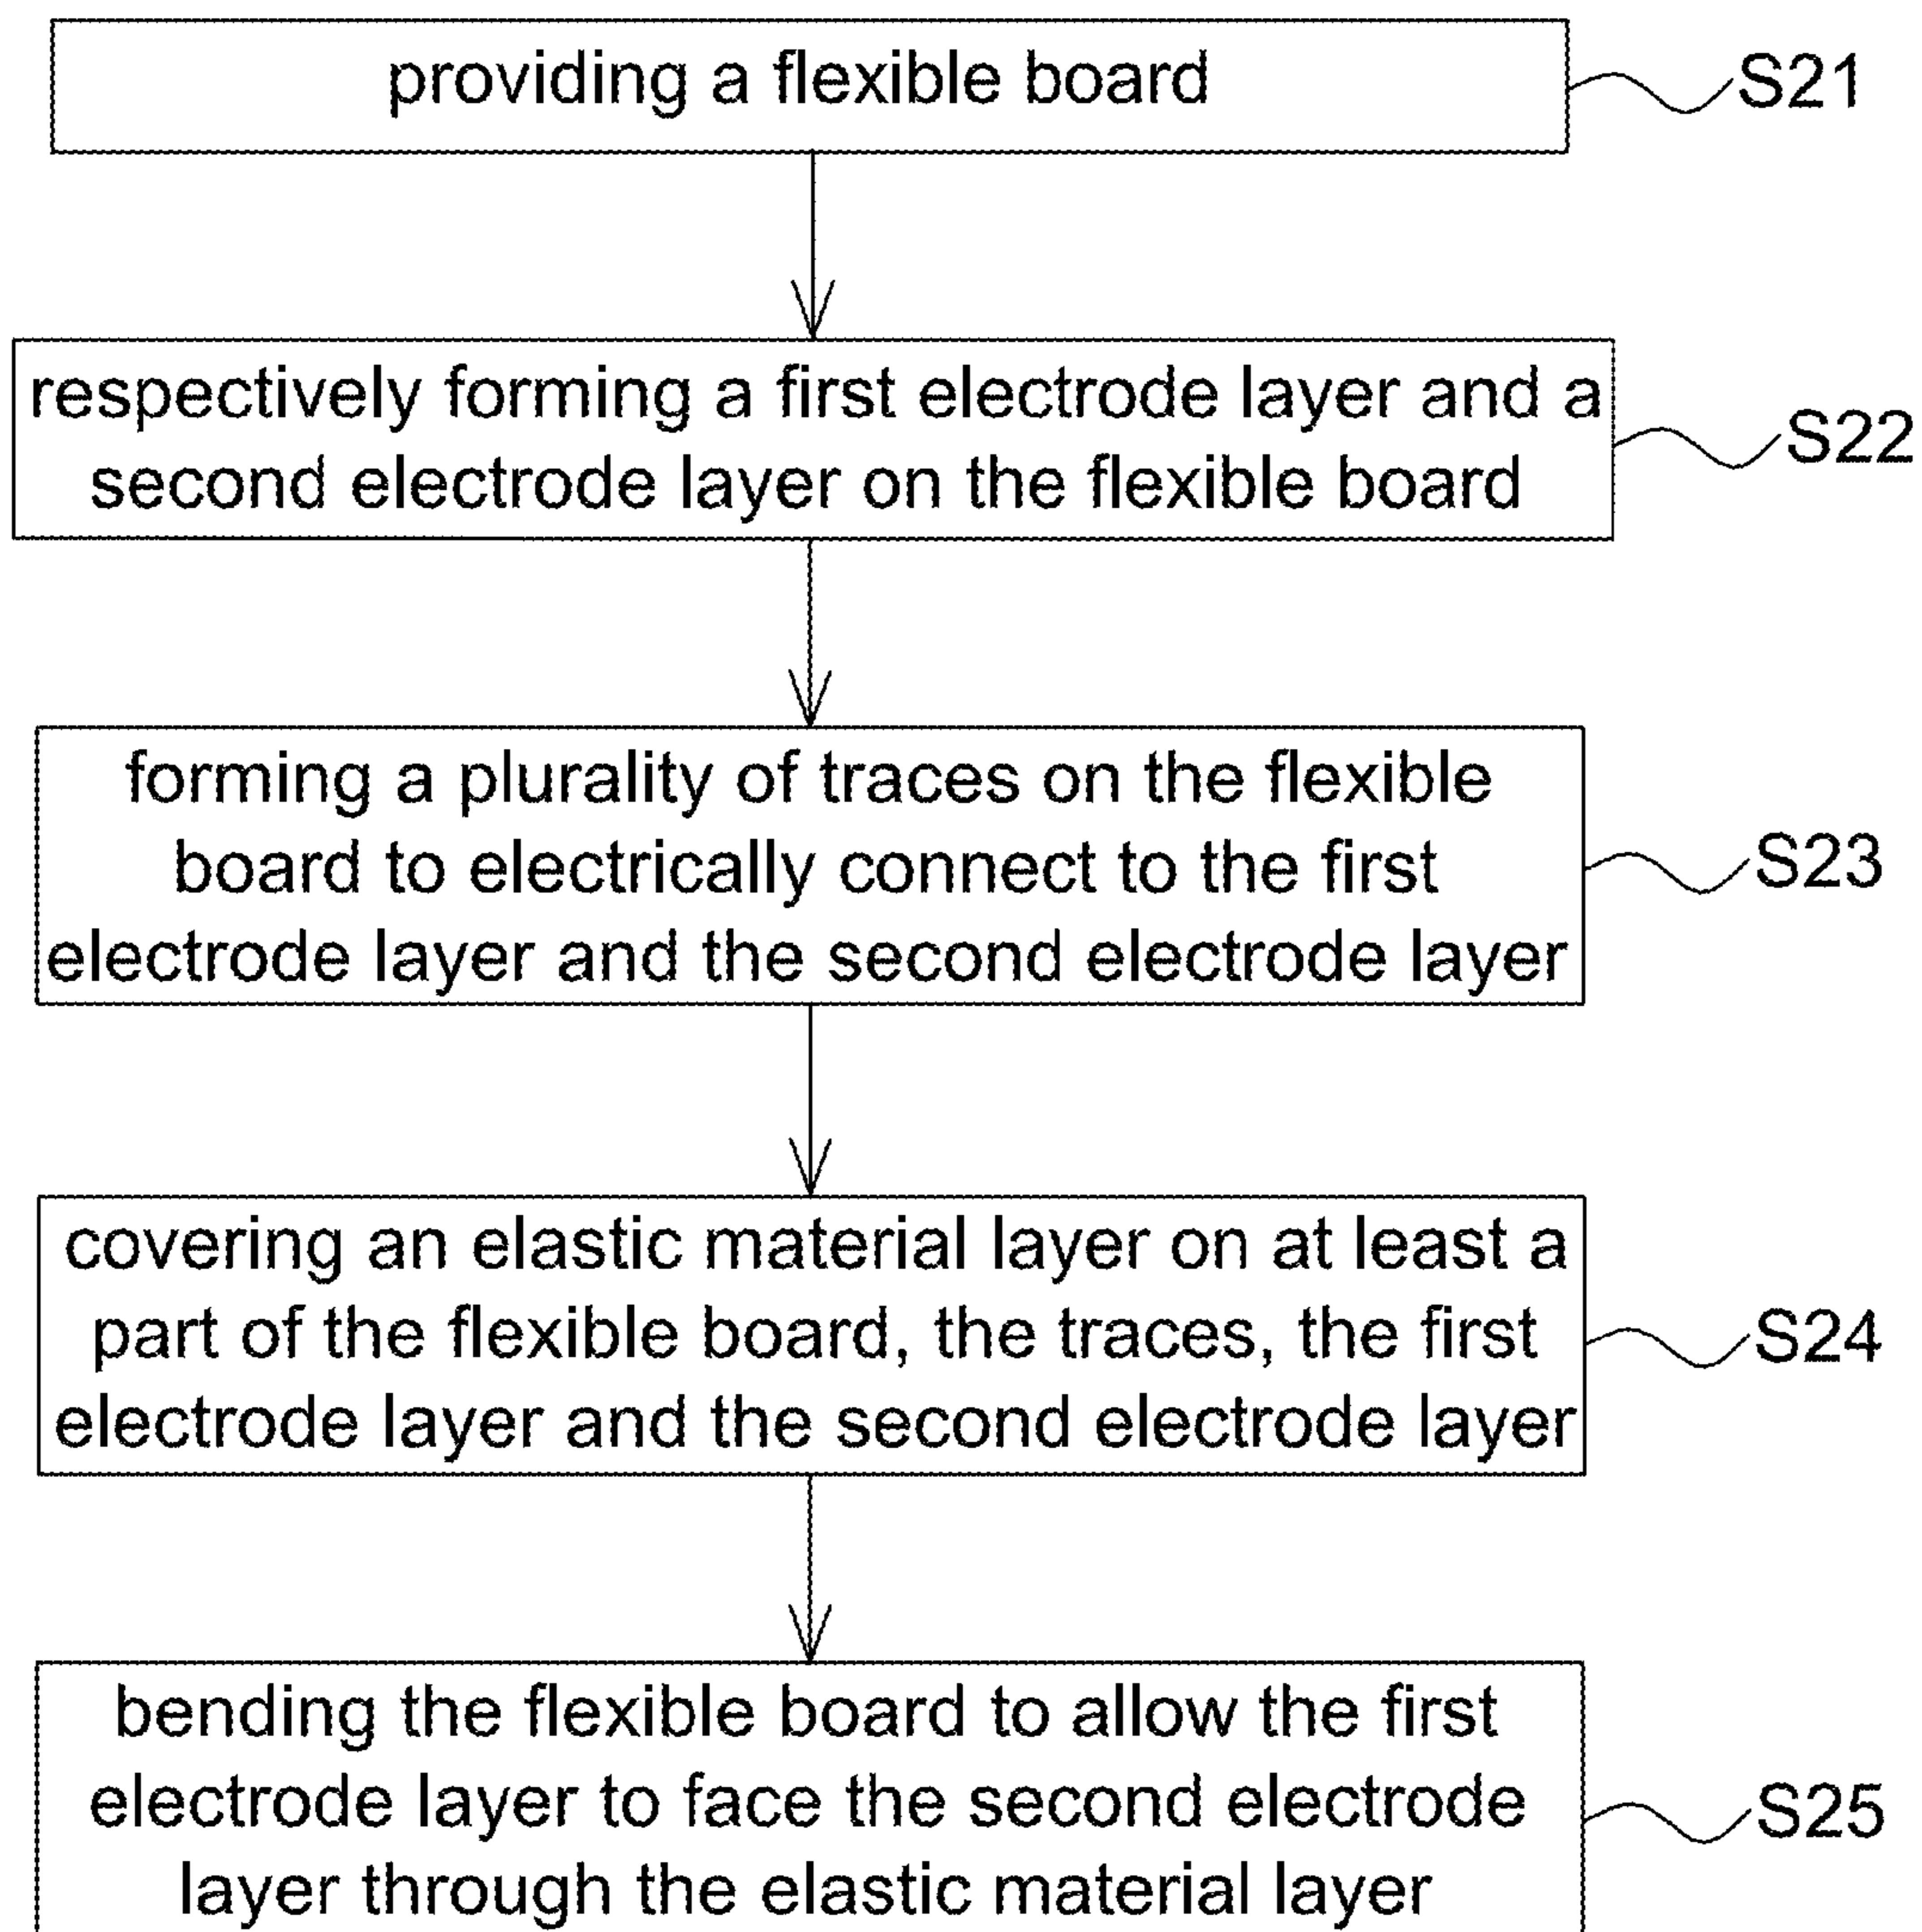 providing a flexible board
S21
respectively forming a first electrode layer and a
second electrode layer on the flexible board
S22
forming a plurality of traces on the flexible
board to electrically connect to the first
electrode layer and the second electrode layer
S23
covering an elastic material layer on at least a
part of the flexible board, the traces, the first
electrode layer and the second electrode layer
S24
bending the flexible board to allow the first
electrode layer to face the second electrode
layer through the elastic material layer
S25